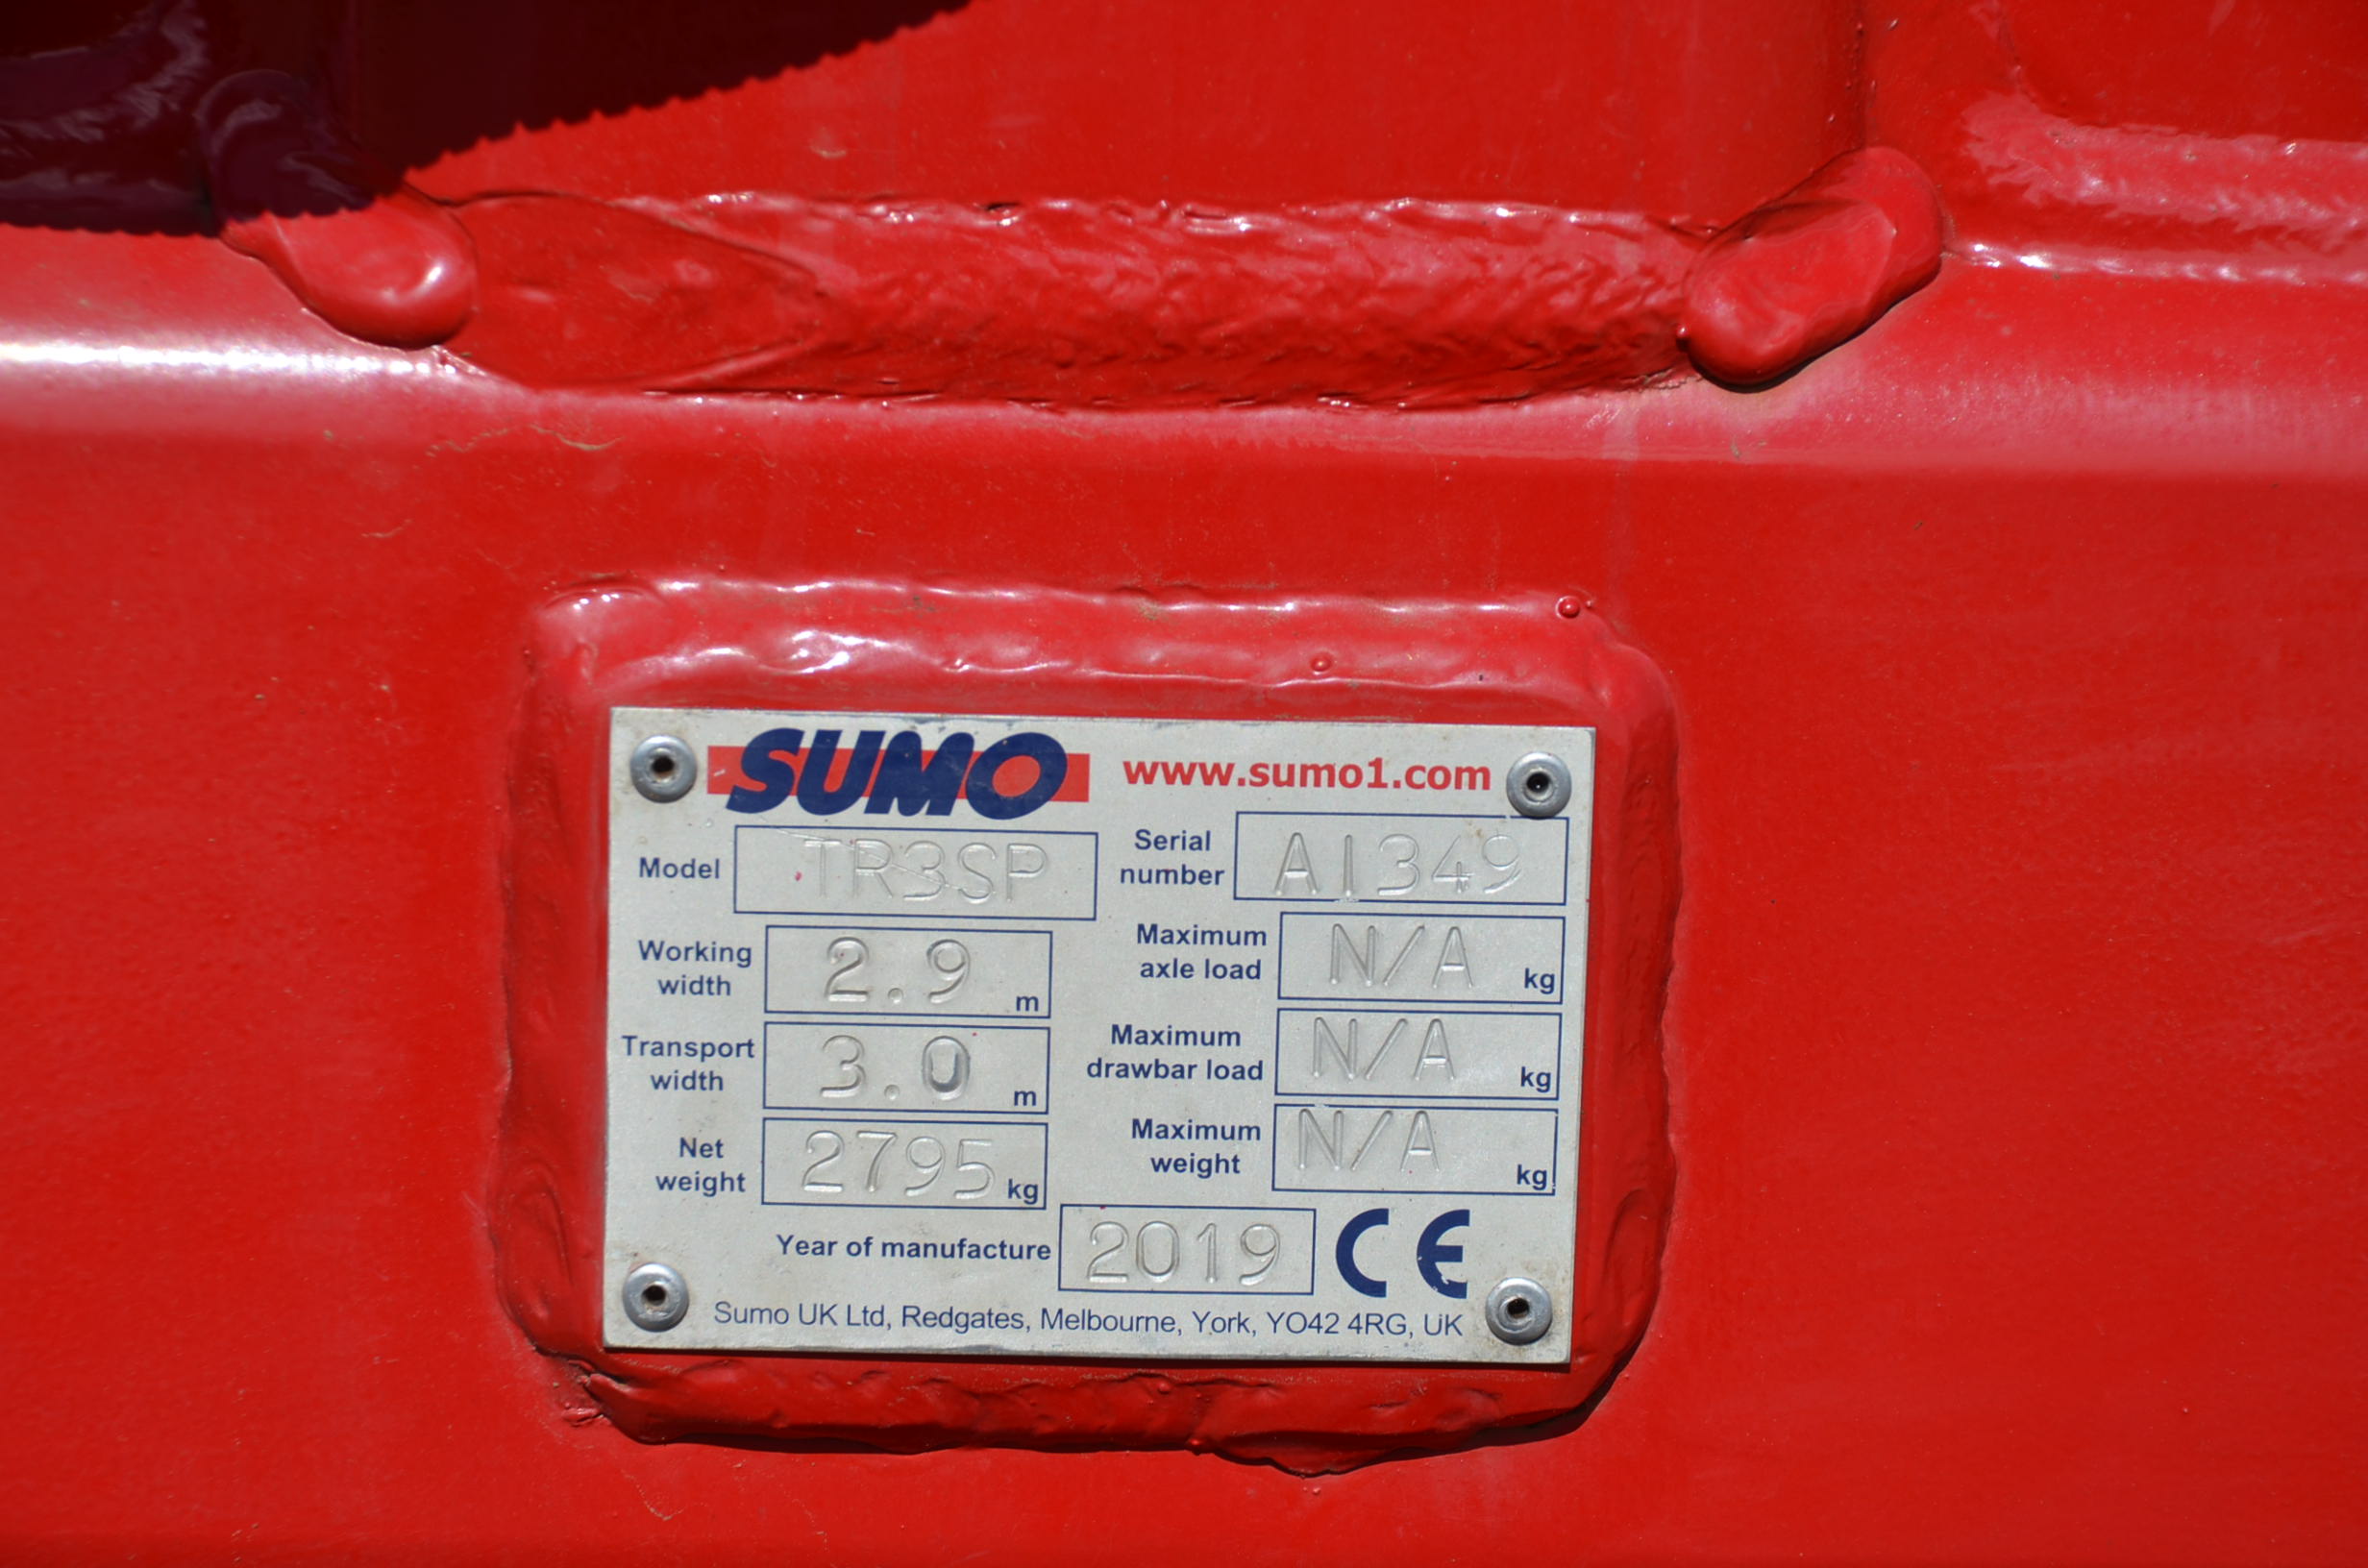 SUMO www.sumo1.com
Model TR3SP Serial number A1349
Working width 2.9 m Maximum axle load N/A kg
Transport width 3.0 m Maximum drawbar load N/A kg
Net weight 2795 kg Maximum weight N/A kg
Year of manufacture 2019 CE
Sumo UK Ltd, Redgates, Melbourne, York, YO42 4RG, UK